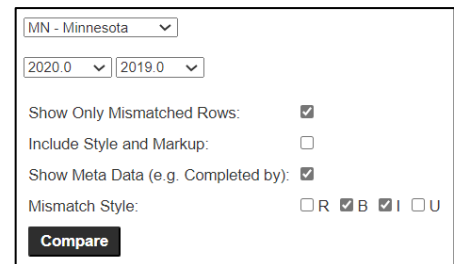 MN - Minnesota
2020.0 2019.0
Show Only Mismatched Rows:
Include Style and Markup:
Show Meta Data (e.g. Completed by):
Mismatch Style: R B I U
Compare